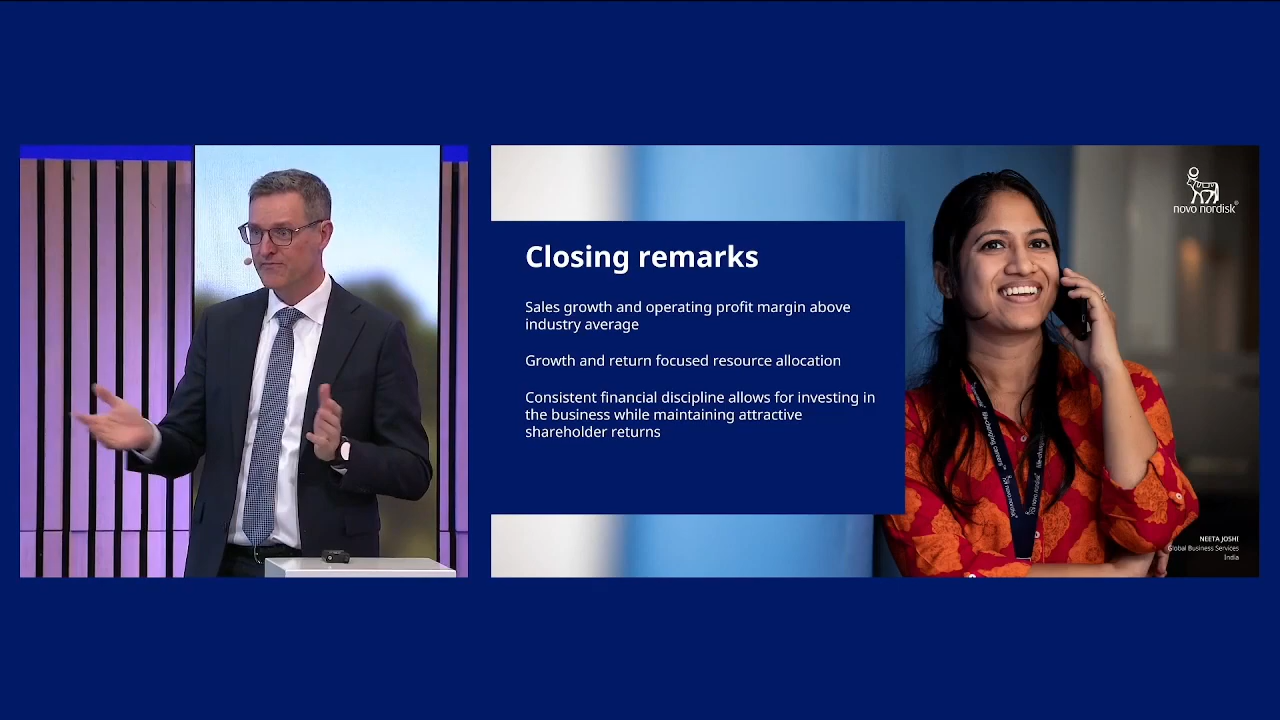 Closing remarks
Sales growth and operating profit margin above
industry average
Growth and return focused resource allocation
Consistent financial discipline allows for investing in
the business while maintaining attractive
shareholder returns
novo nordisk®
NEETA JOSHI
Global Business Services
India